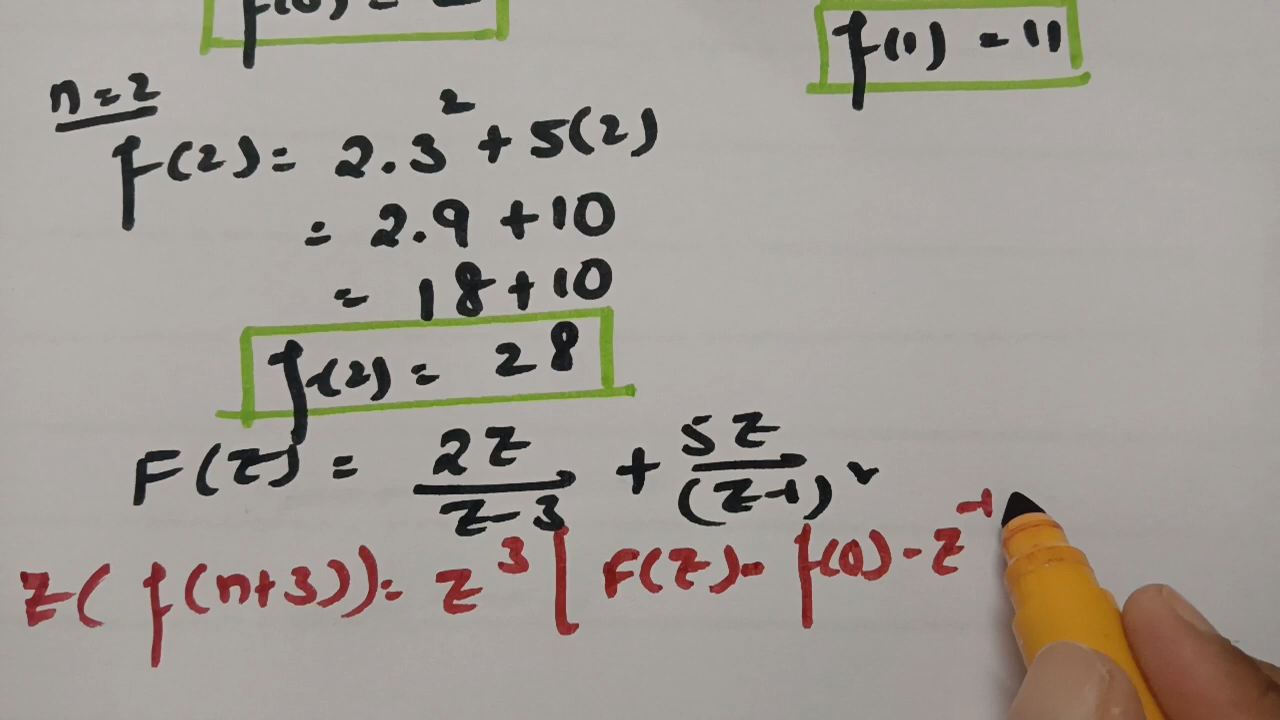 f(0) =
f(1) = 11
n = 2
f(2) = 2.3² + 5(2)
= 2.9 + 10
= 18 + 10
f(2) = 28
F(Z) = 2Z/Z-3 + 5Z/(Z-1)²
Z(f(n+3)) = Z³[F(Z) - f(0) - Z⁻¹